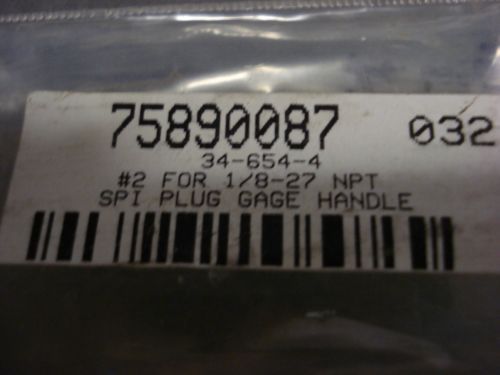 75890087 032
34-654-4
#2 FOR 1/8-27 NPT
SPI PLUG GAGE HANDLE